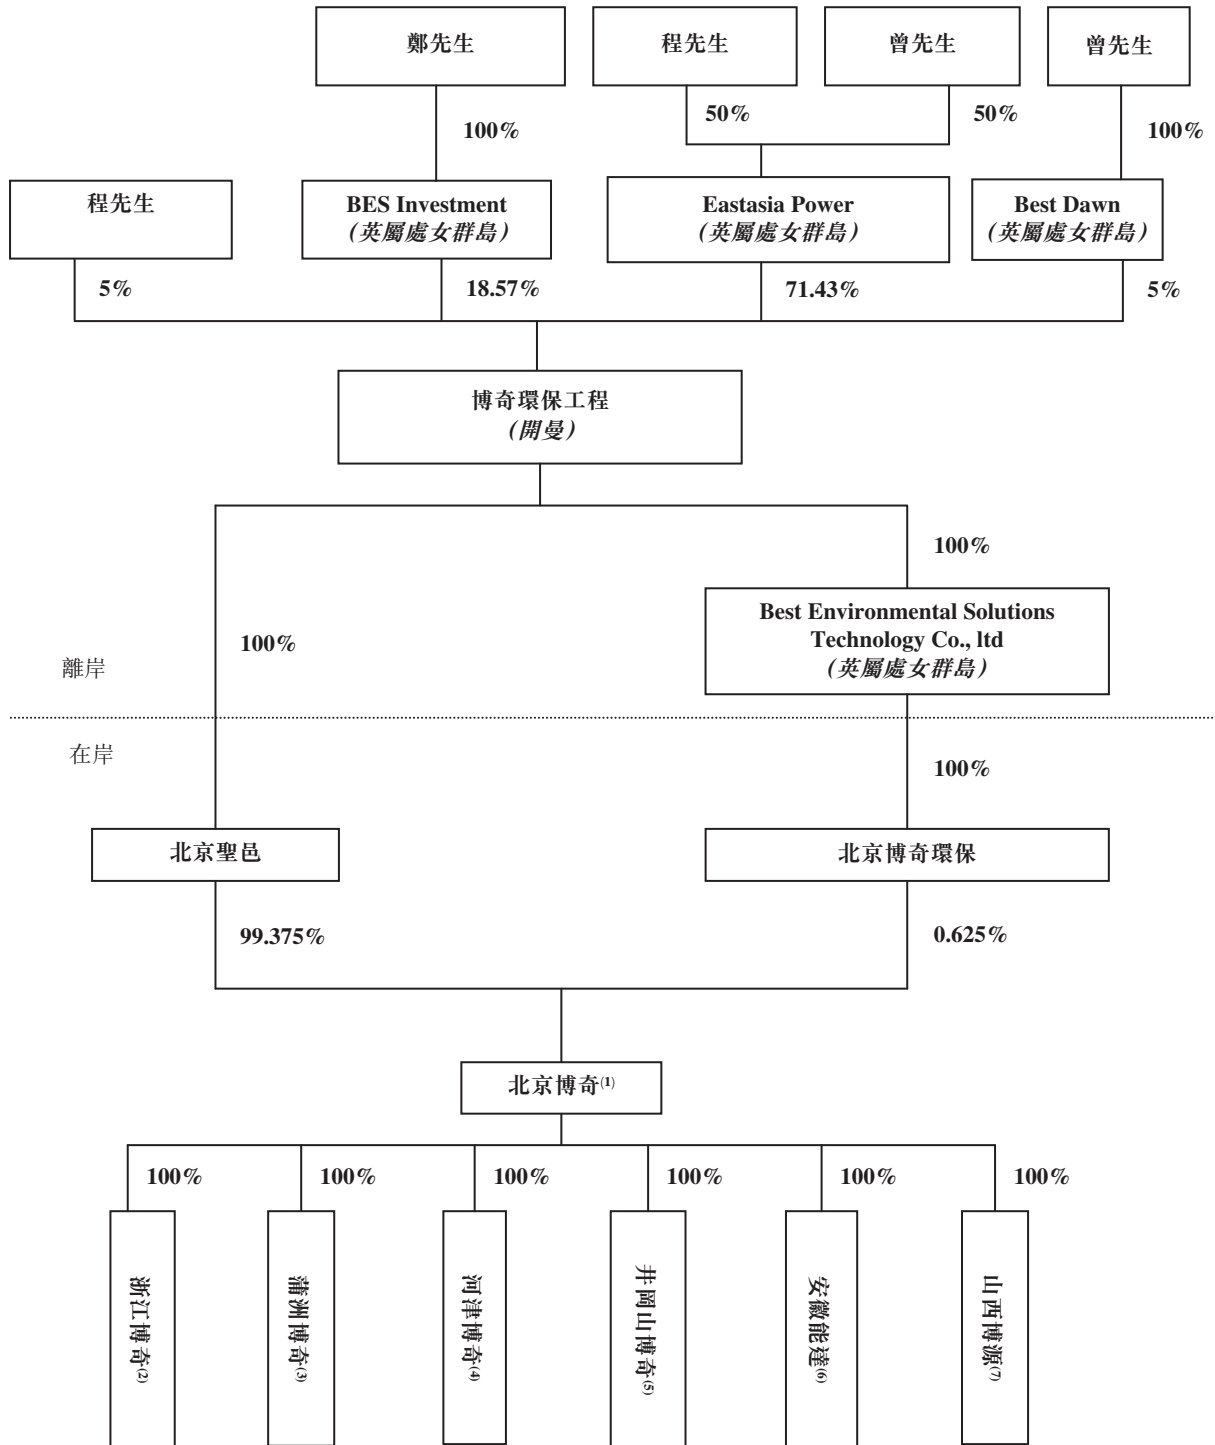 鄭先生
程先生
曾先生
曾先生
100%
50%
50%
100%
程先生
BES Investment
(英屬處女群島)
Eastasia Power
(英屬處女群島)
Best Dawn
(英屬處女群島)
5%
18.57%
71.43%
5%
博奇環保工程
(開曼)
100%
Best Environmental Solutions
Technology Co., ltd
(英屬處女群島)
100%
離岸
在岸
100%
北京聖邑
北京博奇環保
99.375%
0.625%
北京博奇(1)
100%
100%
100%
100%
100%
100%
浙江博奇(2)
蒲洲博奇(3)
河津博奇(4)
井岡山博奇(5)
安徽能達(6)
山西博源(7)